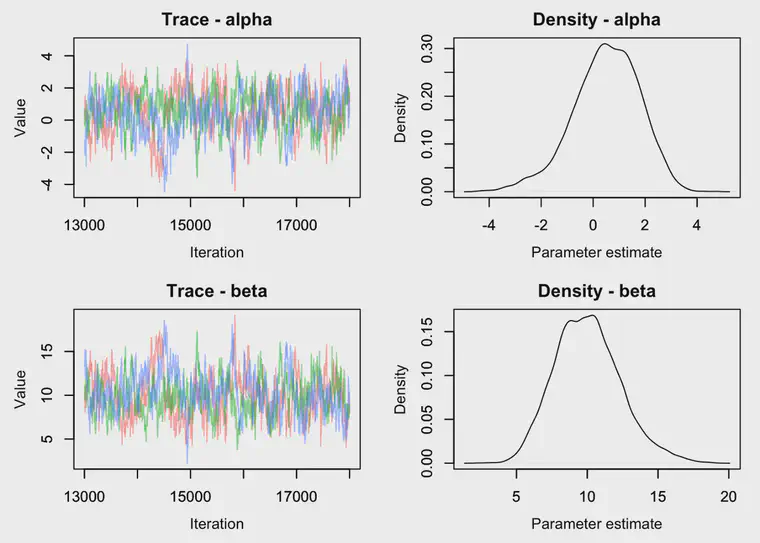 Trace - alpha
Value
4
2
0
-2
-4
13000 15000 17000
Iteration
Density - alpha
Density
0.30
0.20
0.10
0.00
-4 -2 0 2 4
Parameter estimate
Trace - beta
Value
15
10
5
13000 15000 17000
Iteration
Density - beta
Density
0.15
0.10
0.05
0.00
5 10 15 20
Parameter estimate